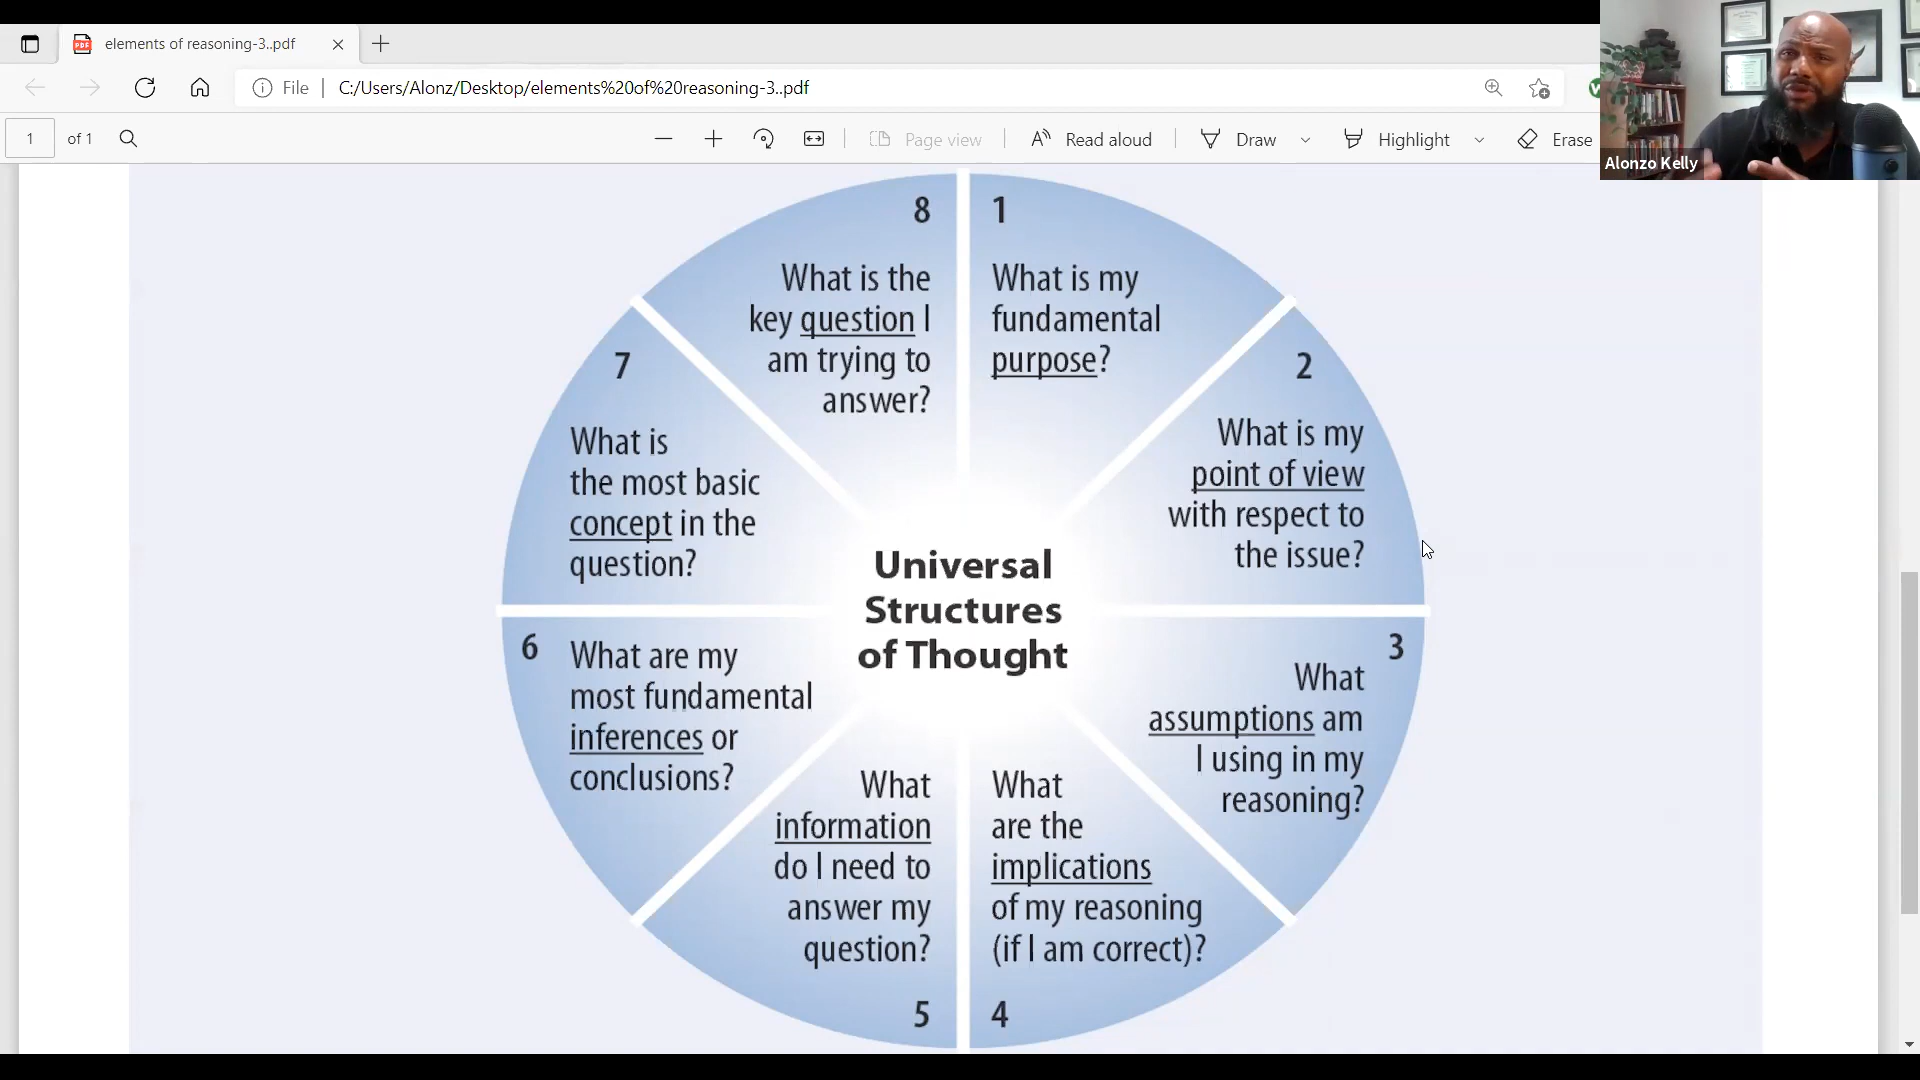 elements of reasoning-3..pdf
File
C:/Users/Alonz/Desktop/elements%20of%20reasoning-3..pdf
1 of 1
Page view
Read aloud
Draw
Highlight
Erase
Alonzo Kelly
1
What is my
fundamental
purpose?
2
What is my
point of view
with respect to
the issue?
3
What
assumptions am
I using in my
reasoning?
4
What
are the
implications
of my reasoning
(if I am correct)?
5
What
information
do I need to
answer my
question?
6
What are my
most fundamental
inferences or
conclusions?
7
What is
the most basic
concept in the
question?
8
What is the
key question I
am trying to
answer?
Universal
Structures
of Thought